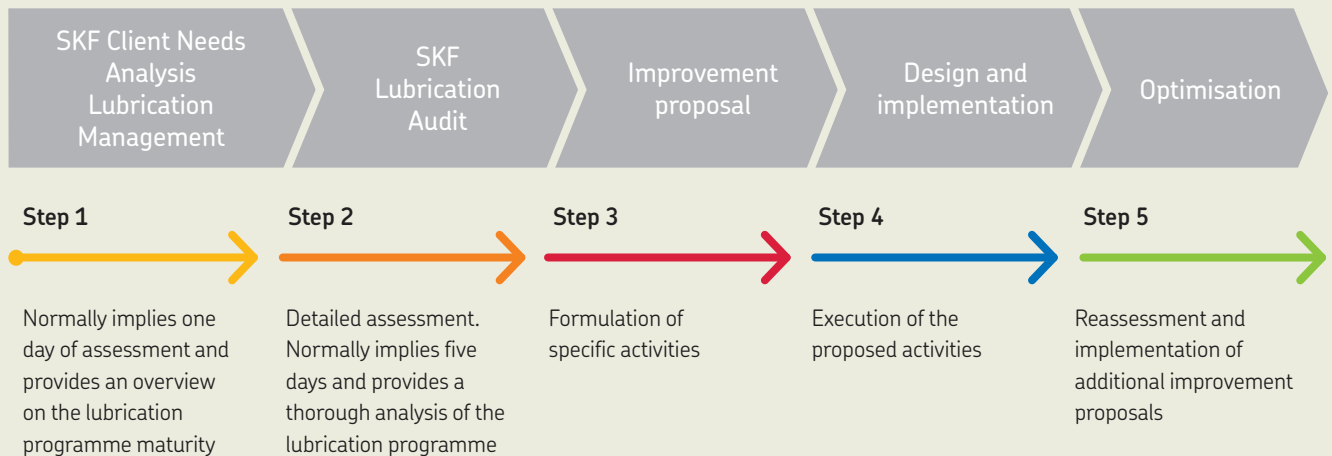 SKF Client Needs
Analysis
Lubrication
Management
SKF
Lubrication
Audit
Improvement
proposal
Design and
implementation
Optimisation
Step 1
Step 2
Step 3
Step 4
Step 5
Normally implies one
day of assessment and
provides an overview
on the lubrication
programme maturity
Detailed assessment.
Normally implies five
days and provides a
thorough analysis of the
lubrication programme
Formulation of
specific activities
Execution of the
proposed activities
Reassessment and
implementation of
additional improvement
proposals